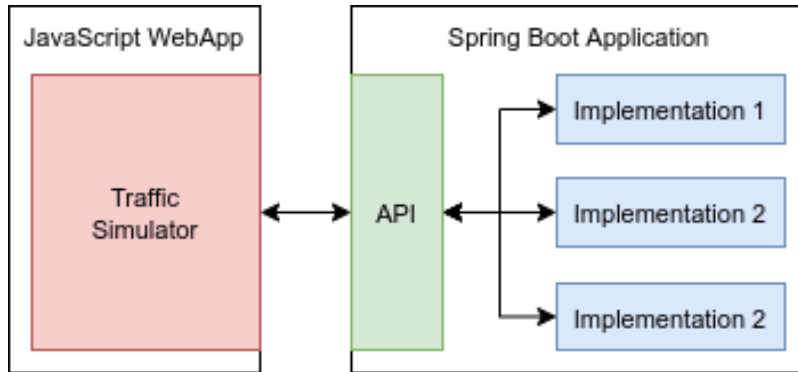 JavaScript WebApp
Traffic
Simulator
Spring Boot Application
API
Implementation 1
Implementation 2
Implementation 2